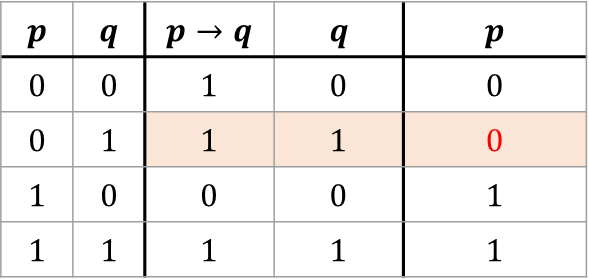 p q p → q q p
0 0 1 0 0
0 1 1 1 0
1 0 0 0 1
1 1 1 1 1